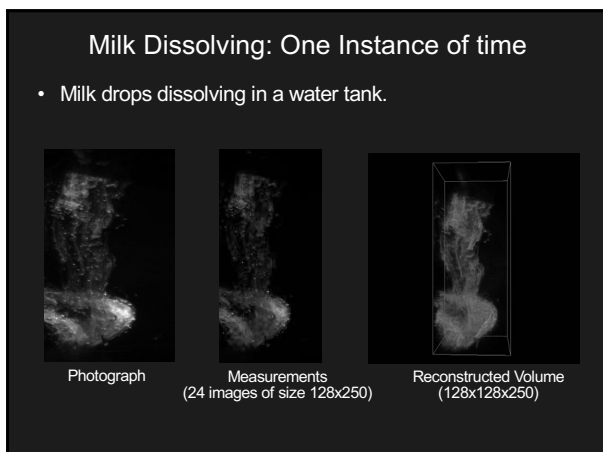 Milk Dissolving: One Instance of time
• Milk drops dissolving in a water tank.
Photograph
Measurements
(24 images of size 128x250)
Reconstructed Volume
(128x128x250)